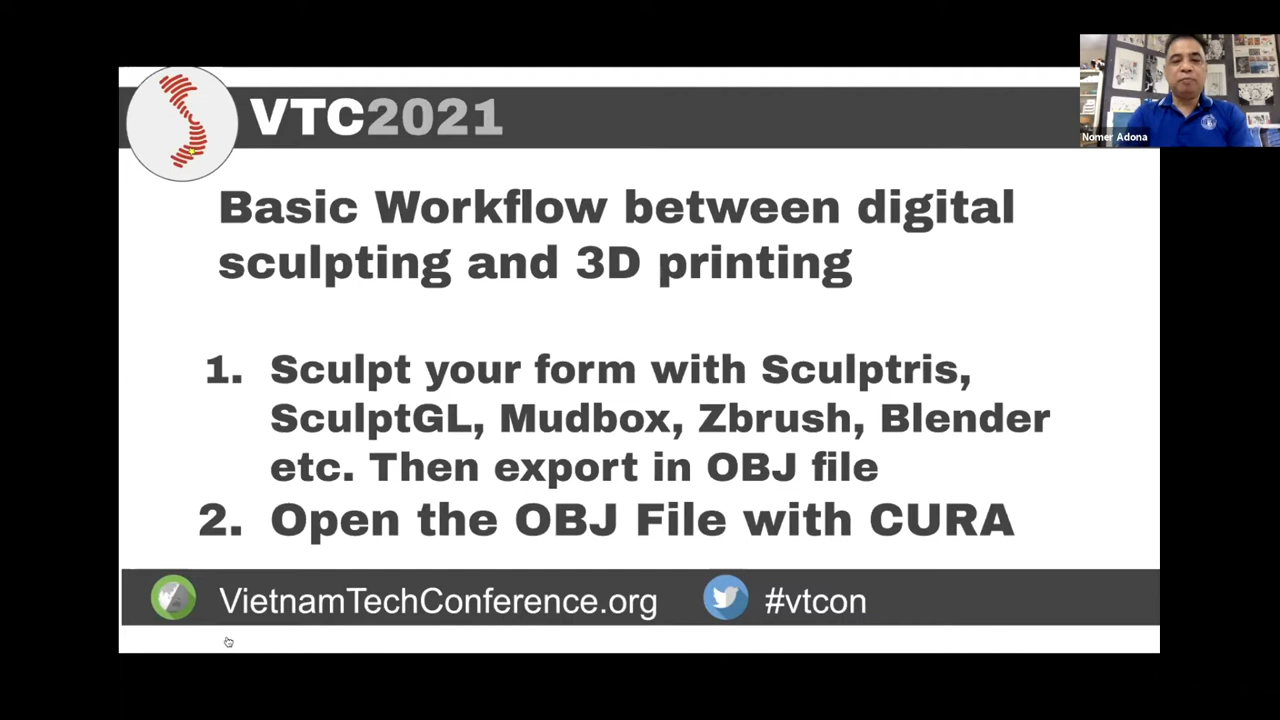 VTC2021
Nomer Adona
Basic Workflow between digital
sculpting and 3D printing
1. Sculpt your form with Sculptris,
SculptGL, Mudbox, Zbrush, Blender
etc. Then export in OBJ file
2. Open the OBJ File with CURA
VietnamTechConference.org
#vtcon